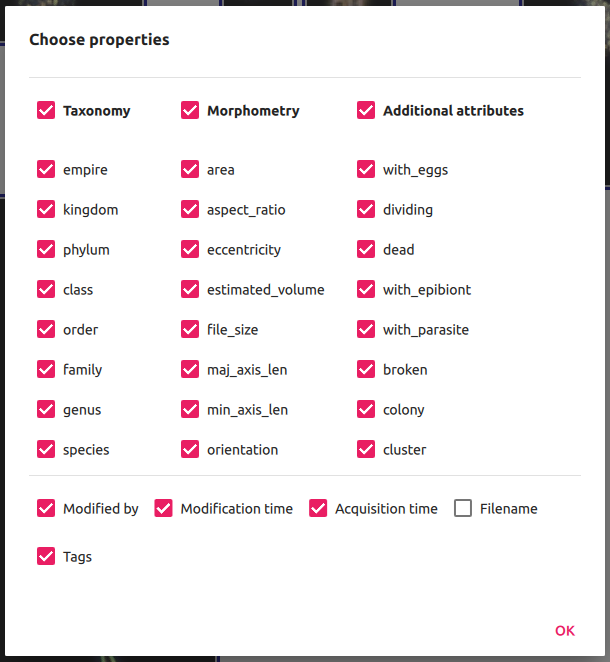 Choose properties
Taxonomy Morphometry Additional attributes
empire area with_eggs
kingdom aspect_ratio dividing
phylum eccentricity dead
class estimated_volume with_epibiont
order file_size with_parasite
family maj_axis_len broken
genus min_axis_len colony
species orientation cluster
Modified by Modification time Acquisition time Filename
Tags
OK